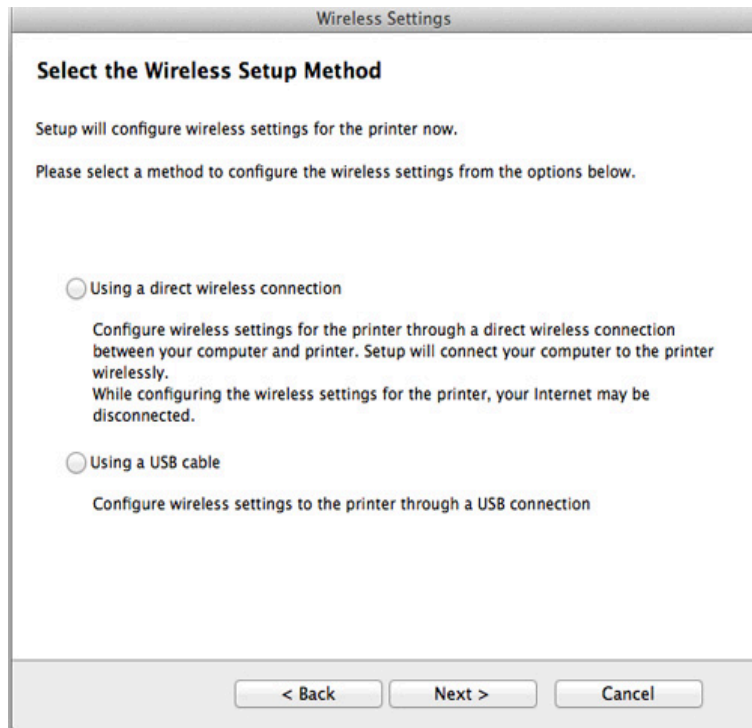 Wireless Settings
Select the Wireless Setup Method
Setup will configure wireless settings for the printer now.
Please select a method to configure the wireless settings from the options below.
Using a direct wireless connection
Configure wireless settings for the printer through a direct wireless connection
between your computer and printer. Setup will connect your computer to the printer
wirelessly.
While configuring the wireless settings for the printer, your Internet may be
disconnected.
Using a USB cable
Configure wireless settings to the printer through a USB connection
< Back Next > Cancel